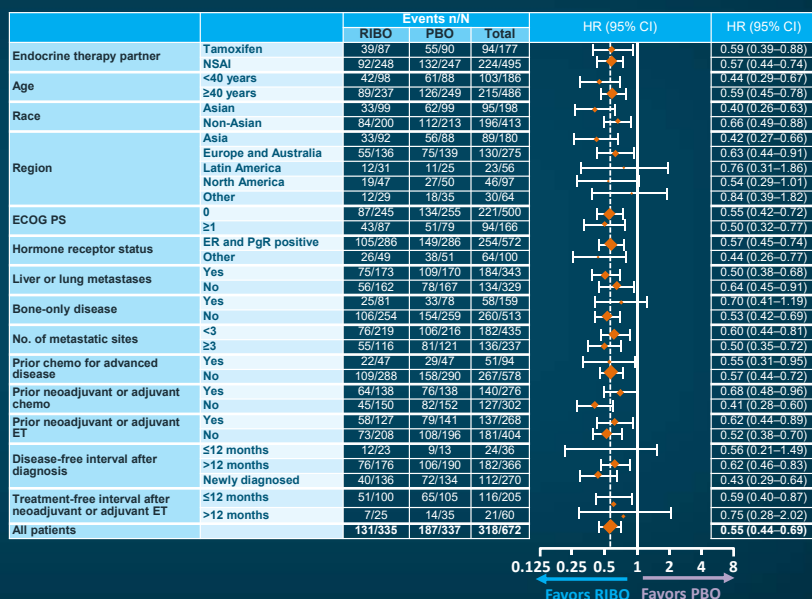 Events n/N
HR (95% CI) HR (95% CI)
RIBO PBO Total
Endocrine therapy partner Tamoxifen 39/87 55/90 94/177 0.59 (0.39–0.88)
NSAI 92/248 132/247 224/495 0.57 (0.44–0.74)
Age <40 years 42/98 61/88 103/186 0.44 (0.29–0.67)
≥40 years 89/237 126/249 215/486 0.59 (0.45–0.78)
Race Asian 33/99 62/99 95/198 0.40 (0.26–0.63)
Non-Asian 84/200 112/213 196/413 0.66 (0.49–0.88)
Region Asia 33/92 56/88 89/180 0.42 (0.27–0.66)
Europe and Australia 55/136 75/139 130/275 0.63 (0.44–0.91)
Latin America 12/31 11/25 23/56 0.76 (0.31–1.86)
North America 19/47 27/50 46/97 0.54 (0.29–1.01)
Other 12/29 18/35 30/64 0.84 (0.39–1.82)
ECOG PS 0 87/245 134/255 221/500 0.55 (0.42–0.72)
≥1 43/87 51/79 94/166 0.50 (0.32–0.77)
Hormone receptor status ER and PgR positive 105/286 149/286 254/572 0.57 (0.45–0.74)
Other 26/49 38/51 64/100 0.44 (0.26–0.77)
Liver or lung metastases Yes 75/173 109/170 184/343 0.50 (0.38–0.68)
No 56/162 78/167 134/329 0.64 (0.45–0.91)
Bone-only disease Yes 25/81 33/78 58/159 0.70 (0.41–1.19)
No 106/254 154/259 260/513 0.53 (0.42–0.69)
No. of metastatic sites <3 76/219 106/216 182/435 0.60 (0.44–0.81)
≥3 55/116 81/121 136/237 0.50 (0.35–0.72)
Prior chemo for advanced disease Yes 22/47 29/47 51/94 0.55 (0.31–0.95)
No 109/288 158/290 267/578 0.57 (0.44–0.72)
Prior neoadjuvant or adjuvant chemo Yes 64/138 76/138 140/276 0.68 (0.48–0.96)
No 45/150 82/152 127/302 0.41 (0.28–0.60)
Prior neoadjuvant or adjuvant ET Yes 58/127 79/141 137/268 0.62 (0.44–0.89)
No 73/208 108/196 181/404 0.52 (0.38–0.70)
Disease-free interval after diagnosis ≤12 months 12/23 9/13 24/36 0.56 (0.21–1.49)
>12 months 76/176 106/190 182/366 0.62 (0.46–0.83)
Newly diagnosed 40/136 72/134 112/270 0.43 (0.29–0.64)
Treatment-free interval after neoadjuvant or adjuvant ET ≤12 months 51/100 65/105 116/205 0.59 (0.40–0.87)
>12 months 7/25 14/35 21/60 0.75 (0.28–2.02)
All patients 131/335 187/337 318/672 0.55 (0.44–0.69)
0.125 0.25 0.5 1 2 4 8
Favors RIBO Favors PBO